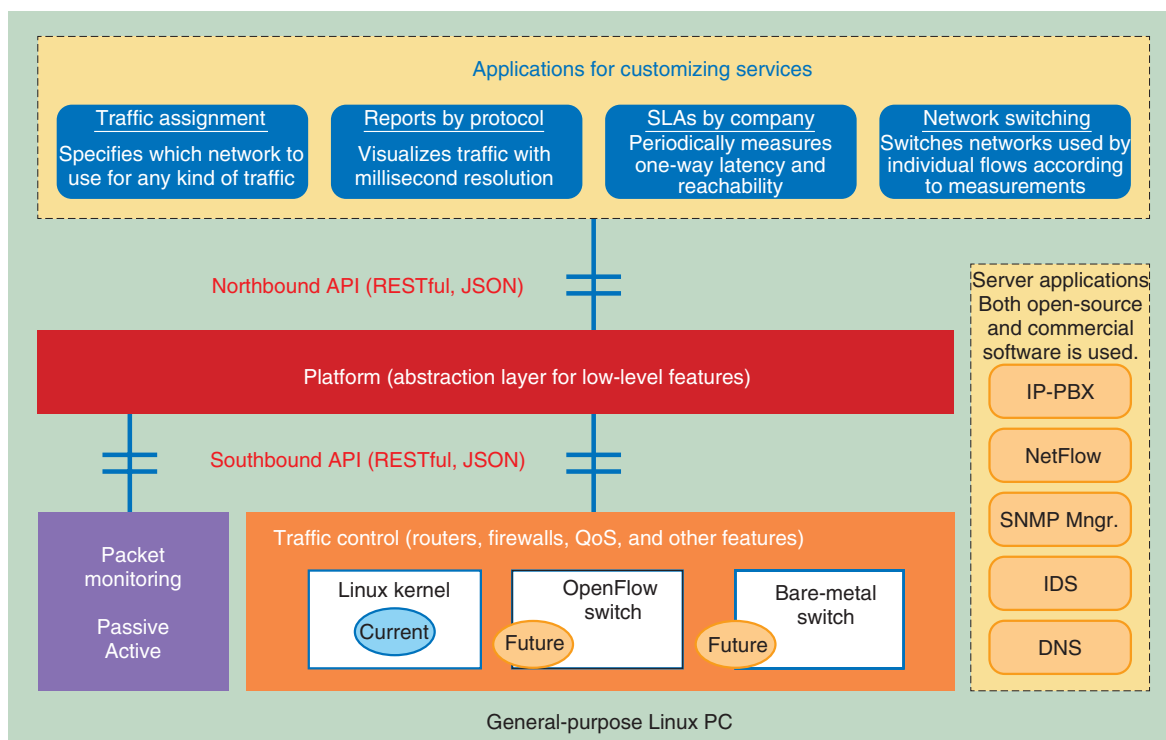 Applications for customizing services
Traffic assignment
Specifies which network to
use for any kind of traffic
Reports by protocol
Visualizes traffic with
millisecond resolution
SLAs by company
Periodically measures
one-way latency and
reachability
Network switching
Switches networks used by
individual flows according
to measurements
Northbound API (RESTful, JSON)
Platform (abstraction layer for low-level features)
Southbound API (RESTful, JSON)
Packet
monitoring
Passive
Active
Traffic control (routers, firewalls, QoS, and other features)
Linux kernel
Current
OpenFlow
switch
Future
Bare-metal
switch
Future
Server applications
Both open-source
and commercial
software is used.
IP-PBX
NetFlow
SNMP Mngr.
IDS
DNS
General-purpose Linux PC